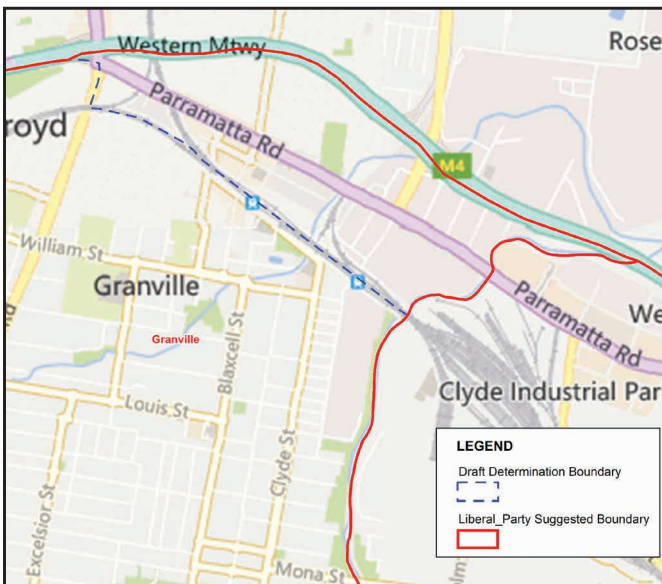 Western Mtwy
Rose
Parramatta Rd
royd
M4
William St
Granville
Granville
Blaxcell St
Parramatta Rd
We
Louis St
Clyde St
Clyde Industrial Par
Excelsior St
Mona St
LEGEND
Draft Determination Boundary
Liberal_Party Suggested Boundary